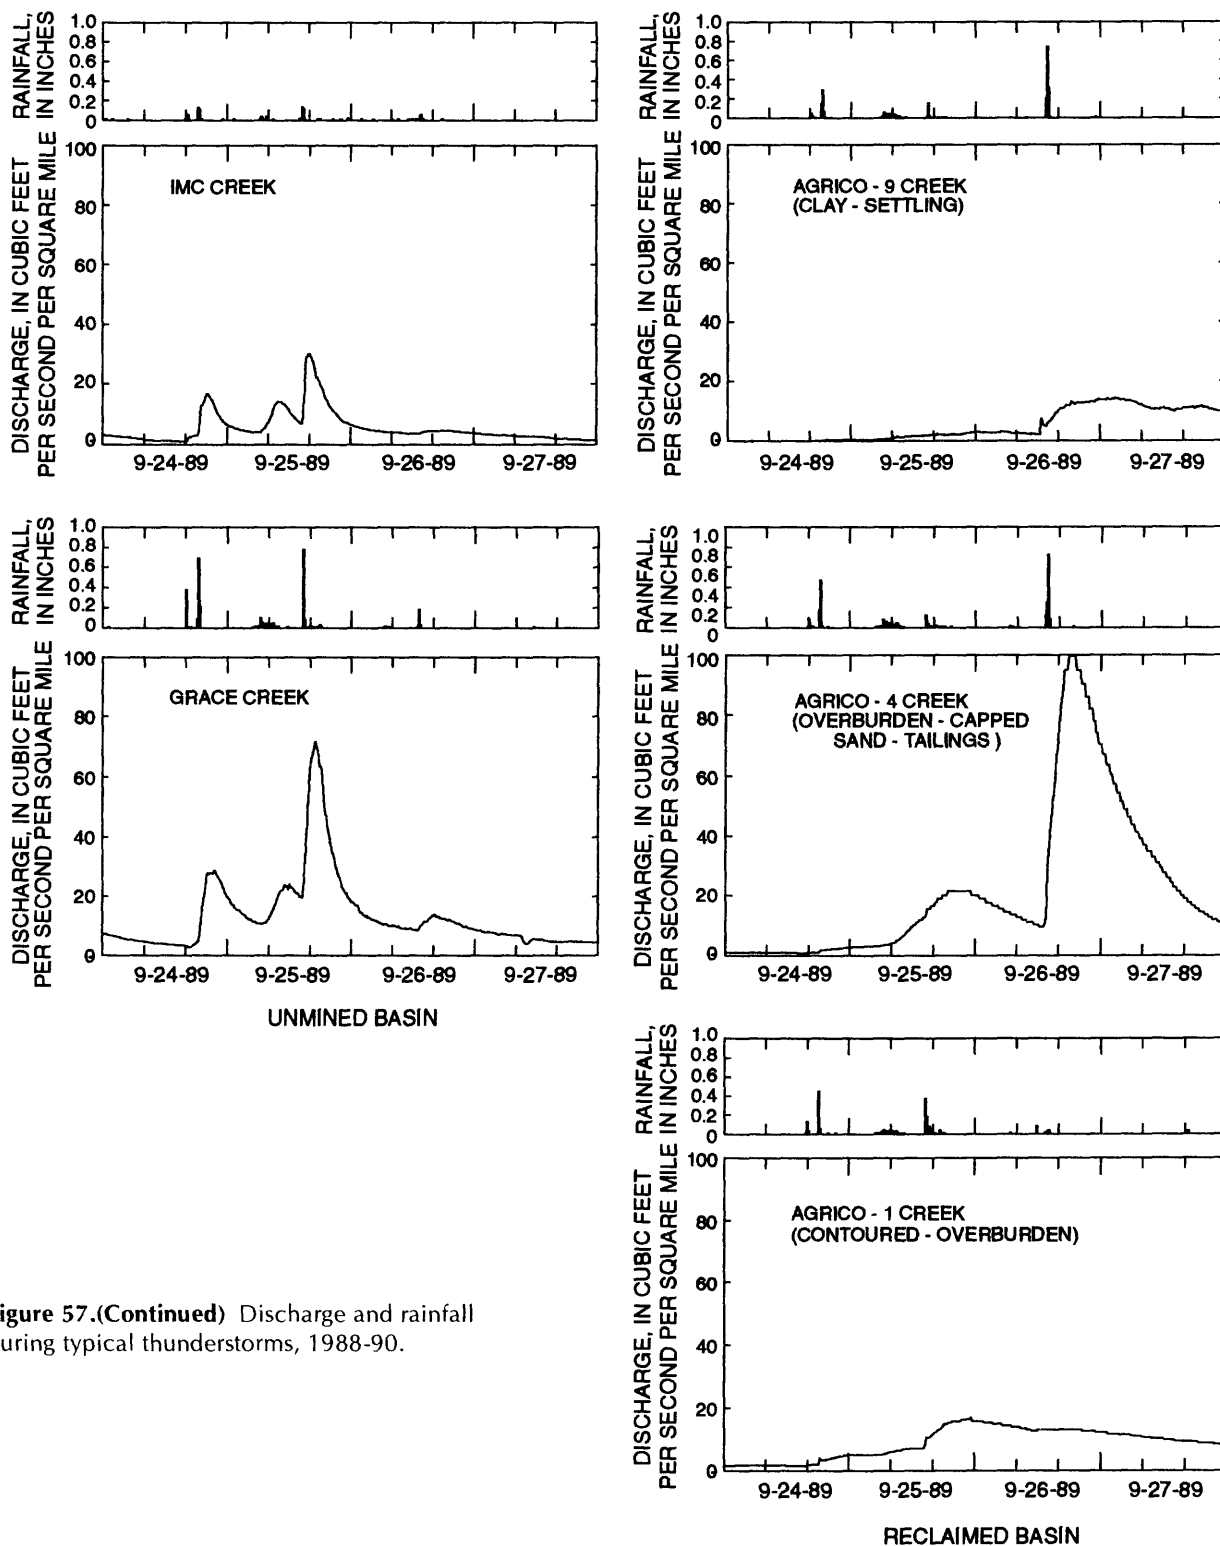 RAINFALL,
IN INCHES
1.0
0.8
0.6
0.4
0.2
0
DISCHARGE, IN CUBIC FEET
PER SECOND PER SQUARE MILE
100
80
60
40
20
0
IMC CREEK
9-24-89 9-25-89 9-26-89 9-27-89
RAINFALL,
IN INCHES
1.0
0.8
0.6
0.4
0.2
0
DISCHARGE, IN CUBIC FEET
PER SECOND PER SQUARE MILE
100
80
60
40
20
0
GRACE CREEK
9-24-89 9-25-89 9-26-89 9-27-89
UNMINED BASIN
RAINFALL,
IN INCHES
1.0
0.8
0.6
0.4
0.2
0
DISCHARGE, IN CUBIC FEET
PER SECOND PER SQUARE MILE
100
80
60
40
20
0
AGRICO - 9 CREEK
(CLAY - SETTLING)
9-24-89 9-25-89 9-26-89 9-27-89
RAINFALL,
IN INCHES
1.0
0.8
0.6
0.4
0.2
0
DISCHARGE, IN CUBIC FEET
PER SECOND PER SQUARE MILE
100
80
60
40
20
0
AGRICO - 4 CREEK
(OVERBURDEN - CAPPED
SAND - TAILINGS )
9-24-89 9-25-89 9-26-89 9-27-89
RAINFALL,
IN INCHES
1.0
0.8
0.6
0.4
0.2
0
DISCHARGE, IN CUBIC FEET
PER SECOND PER SQUARE MILE
100
80
60
40
20
0
AGRICO - 1 CREEK
(CONTOURED - OVERBURDEN)
9-24-89 9-25-89 9-26-89 9-27-89
RECLAIMED BASIN
igure 57.(Continued) Discharge and rainfall
uring typical thunderstorms, 1988-90.